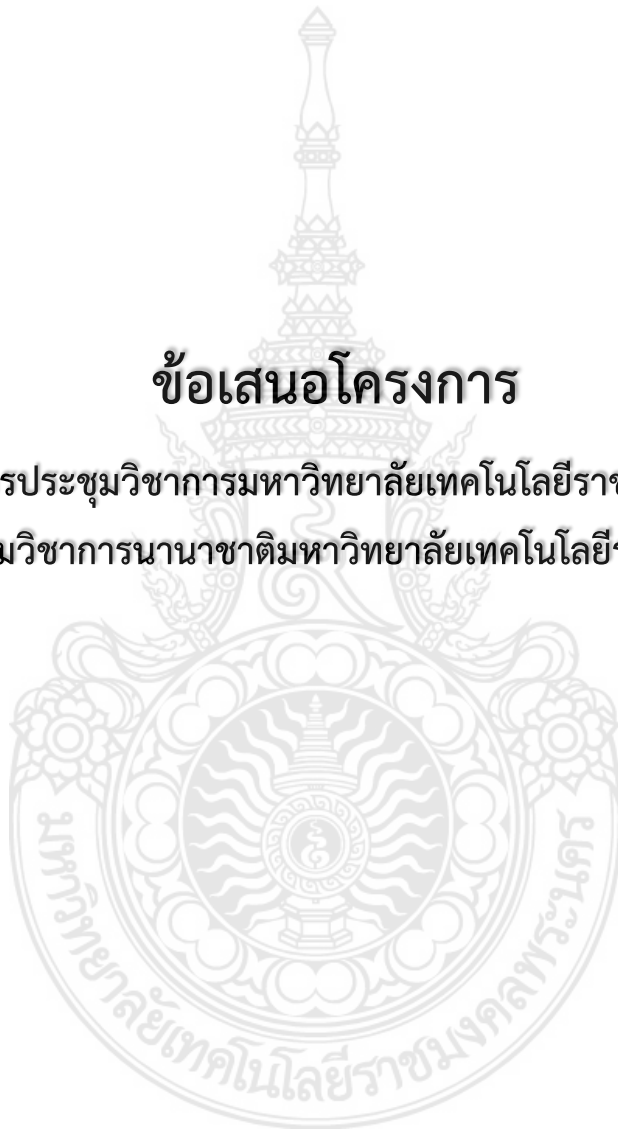 ข้อเสนอโครงการ
รประชุมวิชาการมหาวิทยาลัยเทคโนโลยีราช
มวิชาการนานาชาติมหาวิทยาลัยเทคโนโลยีร
มหาวิทยาลัยเทคโนโลยีราชมงคลพระนคร